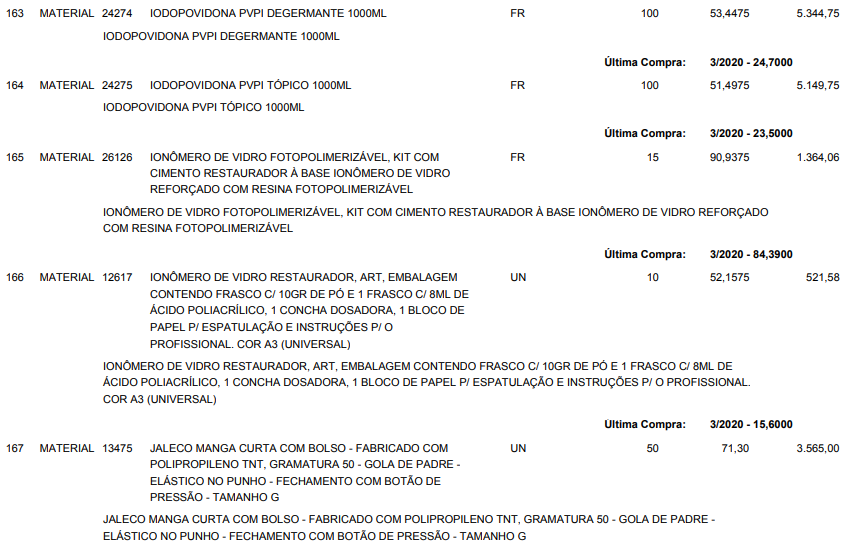 163 MATERIAL 24274 IODOPOVIDONA PVPI DEGERMANTE 1000ML FR 100 53,4475 5.344,75
IODOPOVIDONA PVPI DEGERMANTE 1000ML
Última Compra: 3/2020 - 24,7000
164 MATERIAL 24275 IODOPOVIDONA PVPI TÓPICO 1000ML FR 100 51,4975 5.149,75
IODOPOVIDONA PVPI TÓPICO 1000ML
Última Compra: 3/2020 - 23,5000
165 MATERIAL 26126 IONÔMERO DE VIDRO FOTOPOLIMERIZÁVEL, KIT COM FR 15 90,9375 1.364,06
CIMENTO RESTAURADOR À BASE IONÔMERO DE VIDRO
REFORÇADO COM RESINA FOTOPOLIMERIZÁVEL
IONÔMERO DE VIDRO FOTOPOLIMERIZÁVEL, KIT COM CIMENTO RESTAURADOR À BASE IONÔMERO DE VIDRO REFORÇADO
COM RESINA FOTOPOLIMERIZÁVEL
Última Compra: 3/2020 - 84,3900
166 MATERIAL 12617 IONÔMERO DE VIDRO RESTAURADOR, ART, EMBALAGEM UN 10 52,1575 521,58
CONTENDO FRASCO C/ 10GR DE PÓ E 1 FRASCO C/ 8ML DE
ÁCIDO POLIACRÍLICO, 1 CONCHA DOSADORA, 1 BLOCO DE
PAPEL P/ ESPATULAÇÃO E INSTRUÇÕES P/ O
PROFISSIONAL. COR A3 (UNIVERSAL)
IONÔMERO DE VIDRO RESTAURADOR, ART, EMBALAGEM CONTENDO FRASCO C/ 10GR DE PÓ E 1 FRASCO C/ 8ML DE
ÁCIDO POLIACRÍLICO, 1 CONCHA DOSADORA, 1 BLOCO DE PAPEL P/ ESPATULAÇÃO E INSTRUÇÕES P/ O PROFISSIONAL.
COR A3 (UNIVERSAL)
Última Compra: 3/2020 - 15,6000
167 MATERIAL 13475 JALECO MANGA CURTA COM BOLSO - FABRICADO COM UN 50 71,30 3.565,00
POLIPROPILENO TNT, GRAMATURA 50 - GOLA DE PADRE -
ELÁSTICO NO PUNHO - FECHAMENTO COM BOTÃO DE
PRESSÃO - TAMANHO G
JALECO MANGA CURTA COM BOLSO - FABRICADO COM POLIPROPILENO TNT, GRAMATURA 50 - GOLA DE PADRE -
ELÁSTICO NO PUNHO - FECHAMENTO COM BOTÃO DE PRESSÃO - TAMANHO G